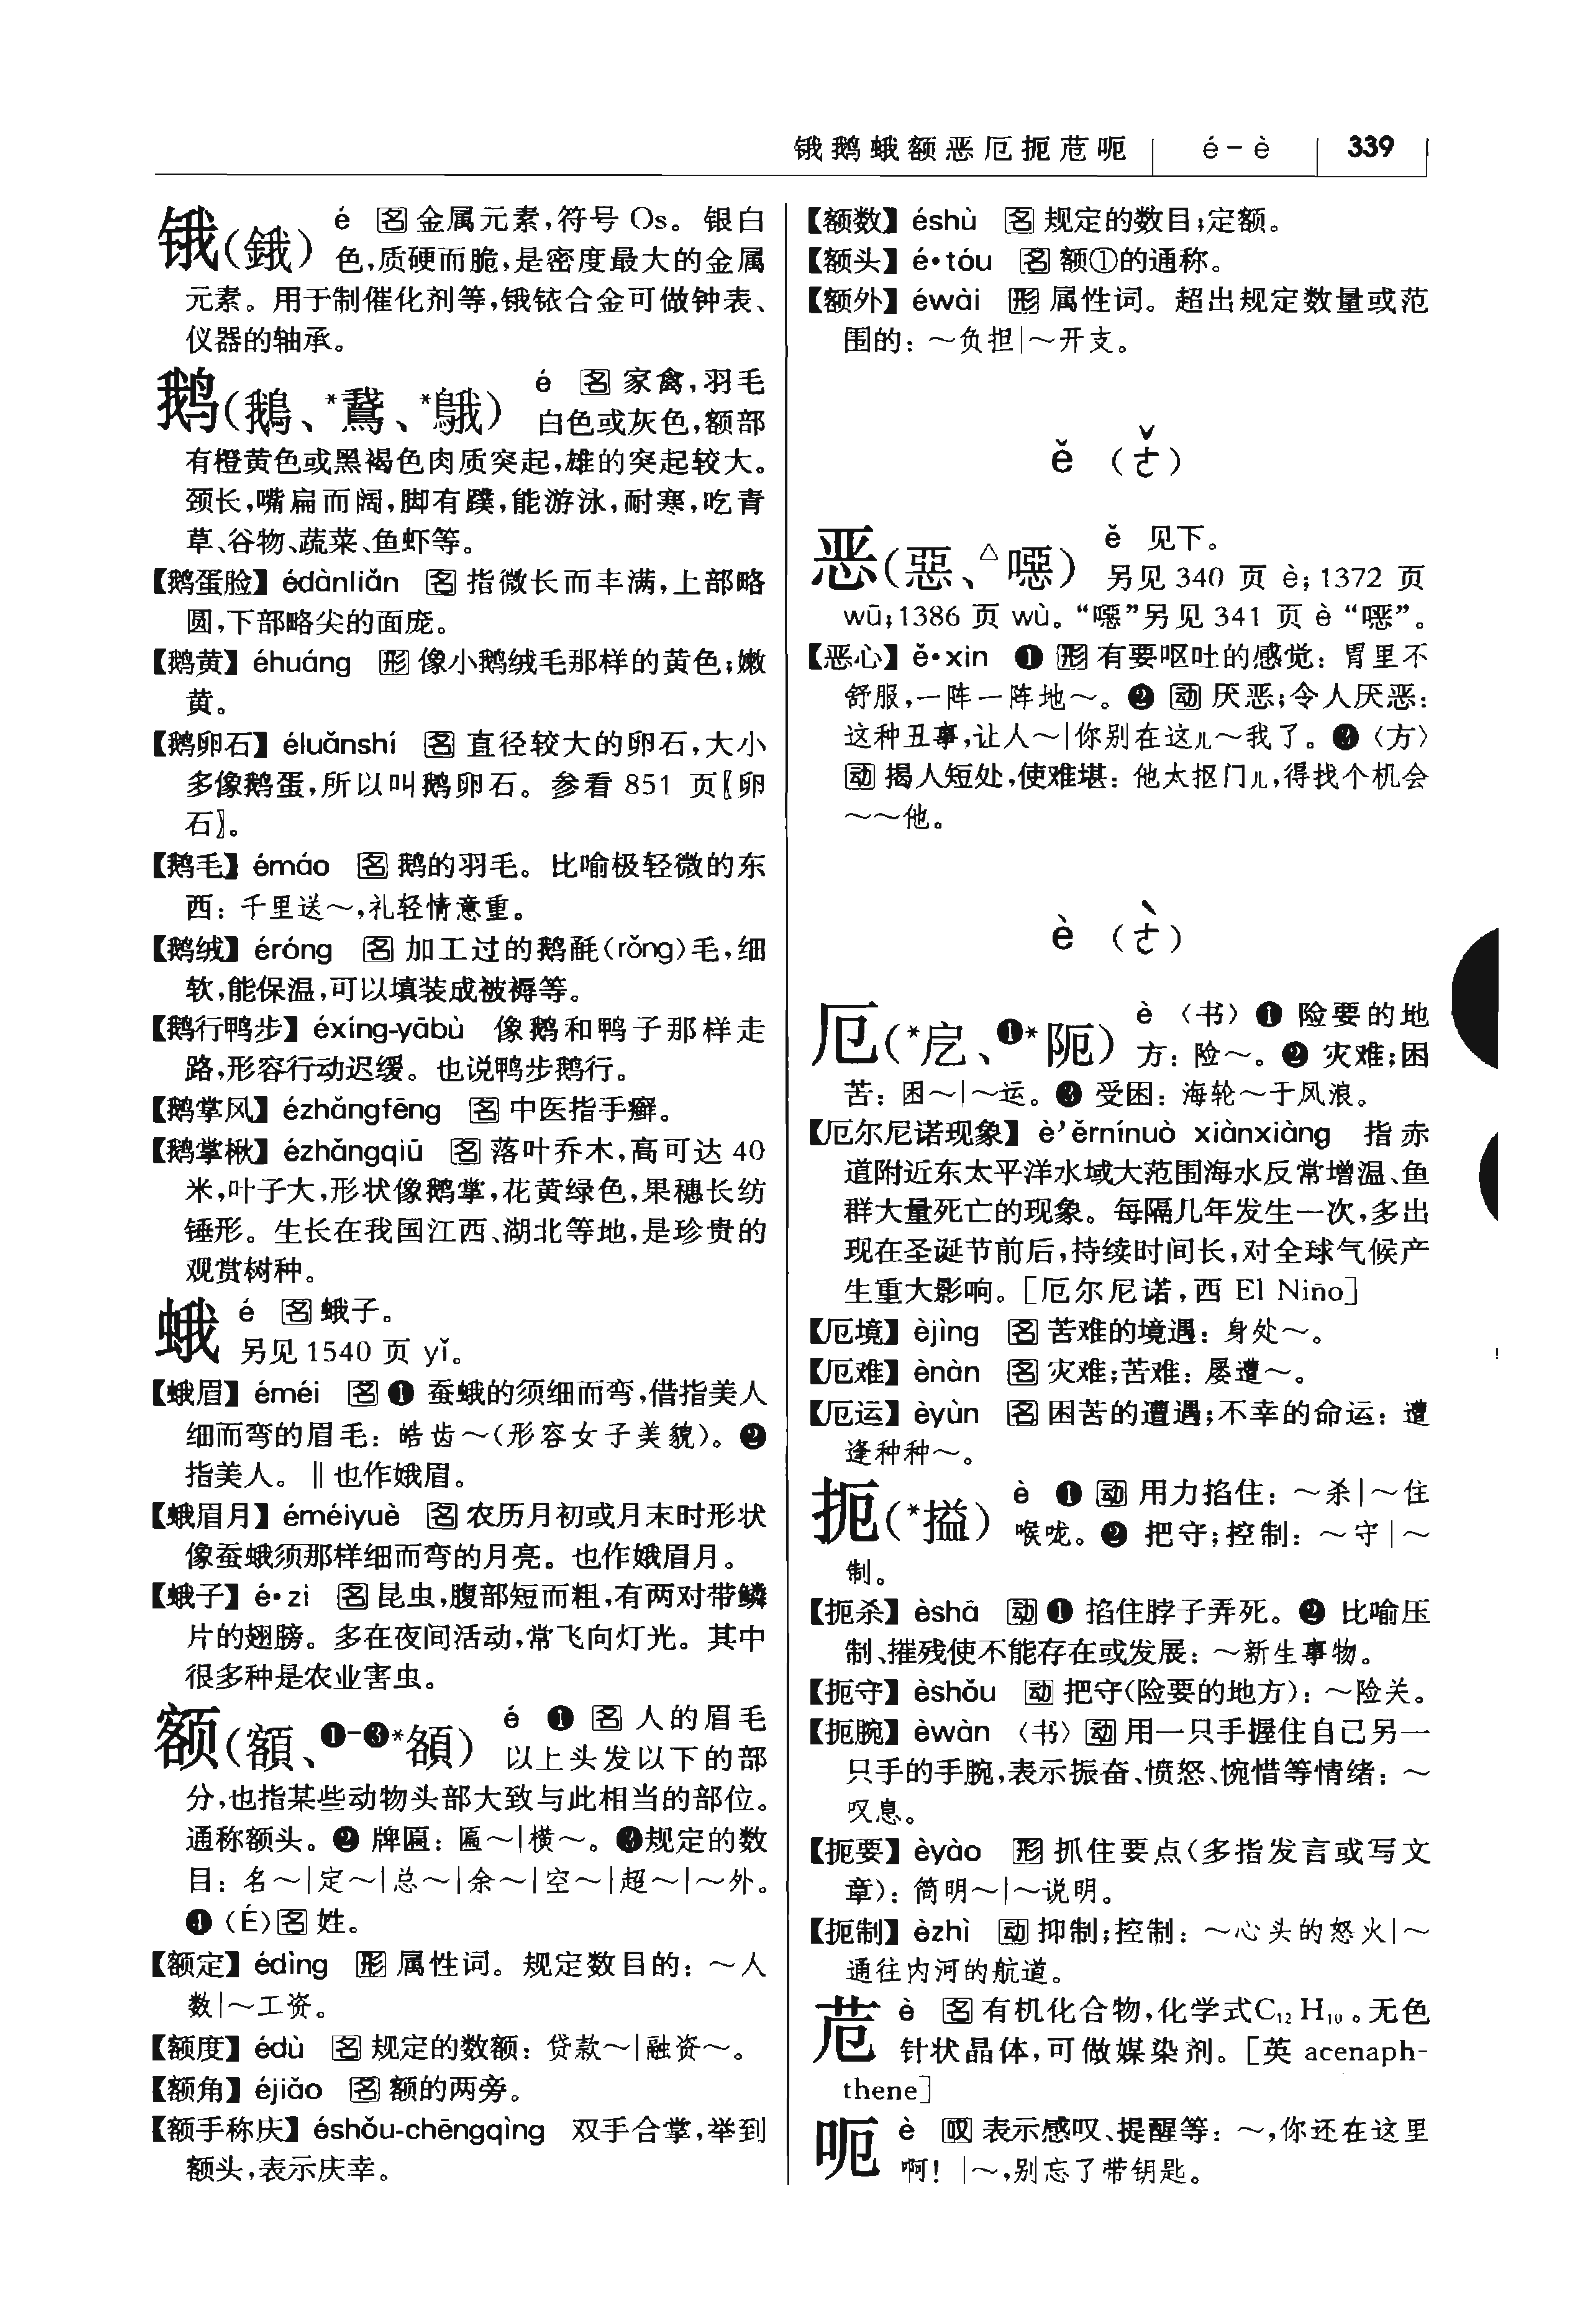 锇鹅蛾额恶厄扼苊呃 é－è 339
锇(鋨) é 名 金属元素,符号 Os。银白
色,质硬而脆,是密度最大的金属
元素。用于制催化剂等,锇铱合金可做钟表、
仪器的轴承。
鹅(鵝、*鵞、*䳘) é 名 家禽,羽毛
白色或灰色,额部
有橙黄色或黑褐色肉质突起,雄的突起较大。
颈长,嘴扁而阔,脚有蹼,能游泳,耐寒,吃青
草、谷物、蔬菜、鱼虾等。
【鹅蛋脸】édànliǎn 名 指微长而丰满,上部略
圆,下部略尖的面庞。
【鹅黄】éhuáng 形 像小鹅绒毛那样的黄色;嫩
黄。
【鹅卵石】éluǎnshí 名 直径较大的卵石,大小
多像鹅蛋,所以叫鹅卵石。参看 851 页〖卵
石〗。
【鹅毛】émáo 名 鹅的羽毛。比喻极轻微的东
西：千里送～,礼轻情意重。
【鹅绒】éróng 名 加工过的鹅毹(rǒng)毛,细
软,能保温,可以填装成被褥等。
【鹅行鸭步】éxíng-yābù 像鹅和鸭子那样走
路,形容行动迟缓。也说鸭步鹅行。
【鹅掌风】ézhǎngfēng 名 中医指手癣。
【鹅掌楸】ézhǎngqiū 名 落叶乔木,高可达 40
米,叶子大,形状像鹅掌,花黄绿色,果穗长纺
锤形。生长在我国江西、湖北等地,是珍贵的
观赏树种。
蛾 é 名 蛾子。
另见 1540 页 yǐ。
【蛾眉】éméi 名 ❶ 蚕蛾的须细而弯,借指美人
细而弯的眉毛：皓齿～(形容女子美貌)。❷
指美人。‖也作娥眉。
【蛾眉月】éméiyuè 名 农历月初或月末时形状
像蚕蛾须那样细而弯的月亮。也作娥眉月。
【蛾子】é•zi 名 昆虫,腹部短而粗,有两对带鳞
片的翅膀。多在夜间活动,常飞向灯光。其中
很多种是农业害虫。
额(額、❶-❸*頟) é ❶ 名 人的眉毛
以上头发以下的部
分,也指某些动物头部大致与此相当的部位。
通称额头。❷ 牌匾：匾～|横～。❸规定的数
目：名～|定～|总～|余～|空～|超～|～外。
❹ (É)名 姓。
【额定】édìng 形 属性词。规定数目的：～人
数|～工资。
【额度】édù 名 规定的数额：贷款～|融资～。
【额角】éjiǎo 名 额的两旁。
【额手称庆】éshǒu-chēngqìng 双手合掌,举到
额头,表示庆幸。
【额数】éshù 名 规定的数目;定额。
【额头】é•tóu 名 额①的通称。
【额外】éwài 形 属性词。超出规定数量或范
围的：～负担|～开支。
ě （ㄜˇ）
恶(惡、△噁) ě 见下。
另见 340 页 è; 1372 页
wū;1386 页 wù。“噁”另见 341 页 è “噁”。
【恶心】ě•xin ❶ 形 有要呕吐的感觉：胃里不
舒服,一阵一阵地～。❷ 动 厌恶;令人厌恶：
这种丑事,让人～|你别在这儿～我了。❸〈方〉
动 揭人短处,使难堪：他太抠门儿,得找个机会
～～他。
è （ㄜˋ）
厄(*戹、❶*阨) è 〈书〉❶ 险要的地
方：险～。❷ 灾难;困
苦：困～|～运。❸ 受困：海轮～于风浪。
【厄尔尼诺现象】è’ěrnínuò xiànxiàng 指赤
道附近东太平洋水域大范围海水反常增温、鱼
群大量死亡的现象。每隔几年发生一次,多出
现在圣诞节前后,持续时间长,对全球气候产
生重大影响。[厄尔尼诺,西 El Niño]
【厄境】èjìng 名 苦难的境遇：身处～。
【厄难】ènàn 名 灾难;苦难：屡遭～。
【厄运】èyùn 名 困苦的遭遇;不幸的命运：遭
逢种种～。
扼(*搤) è ❶ 动 用力掐住：～杀|～住
喉咙。❷ 把守;控制：～守|～
制。
【扼杀】èshā 动 ❶ 掐住脖子弄死。❷ 比喻压
制、摧残使不能存在或发展：～新生事物。
【扼守】èshǒu 动 把守(险要的地方)：～险关。
【扼腕】èwàn 〈书〉动 用一只手握住自己另一
只手的手腕,表示振奋、愤怒、惋惜等情绪：～
叹息。
【扼要】èyào 形 抓住要点(多指发言或写文
章)：简明～|～说明。
【扼制】èzhì 动 抑制;控制：～心头的怒火|～
通往内河的航道。
苊 è 名 有机化合物,化学式C₁₂H₁₀。无色
针状晶体,可做媒染剂。[英 acenaph-
thene]
呃 è 叹 表示感叹、提醒等：～,你还在这里
啊！|～,别忘了带钥匙。